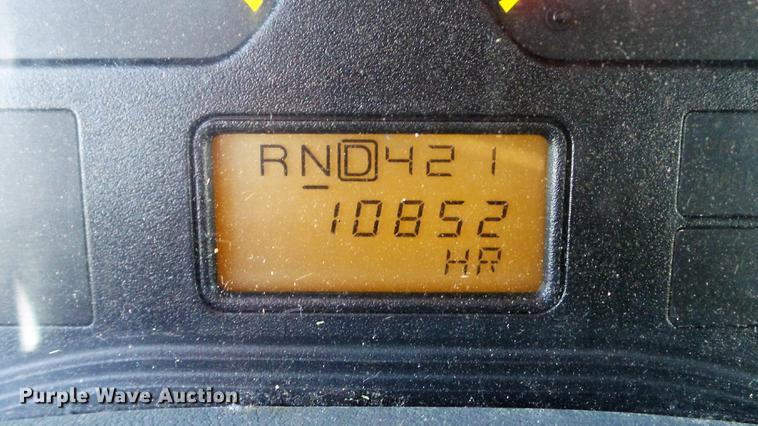 RND421
10852
HR
Purple Wave Auction